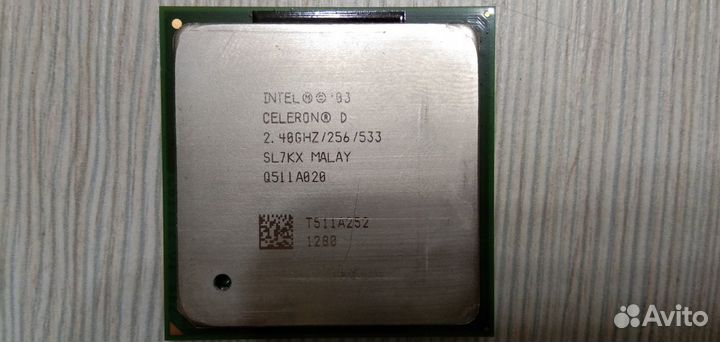 INTEL Ⓜ © '03
CELERON® D
2.40GHZ/256/533
SL7KX MALAY
Q511A020
T511A252
1280
Avito